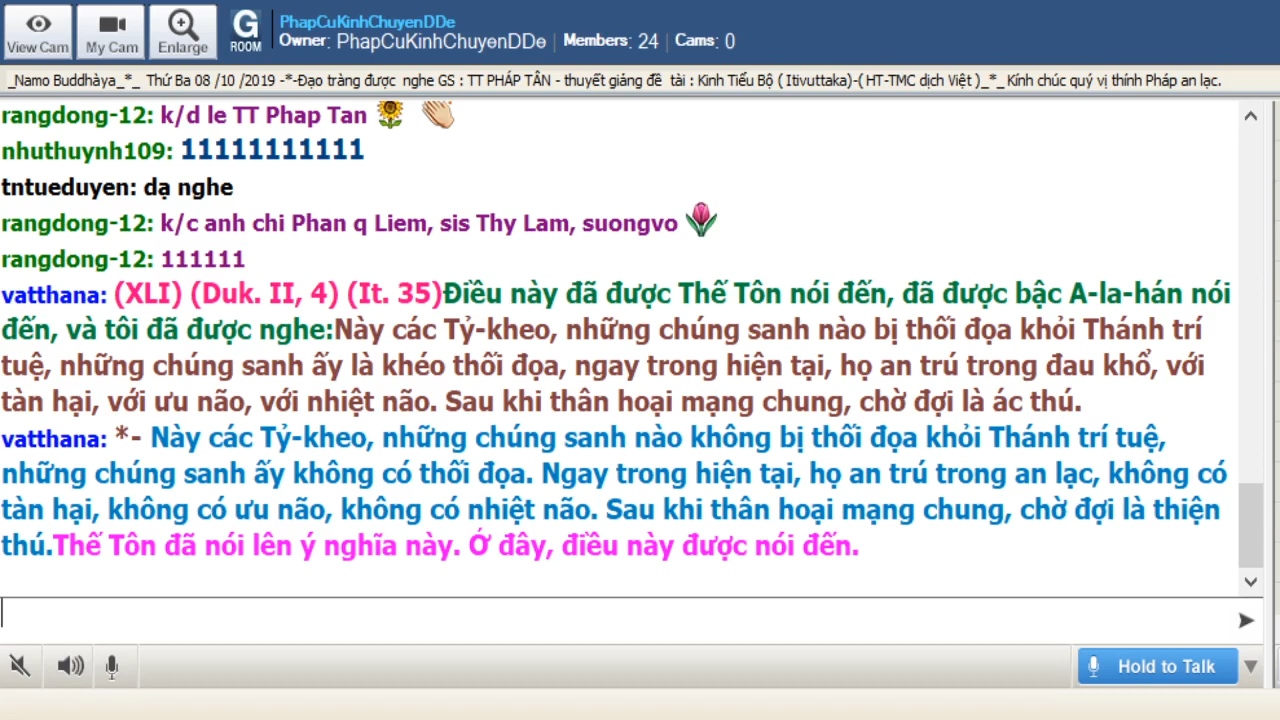 View Cam
My Cam
Enlarge
G
ROOM
PhapCuKinhChuyenDDe
Owner: PhapCuKinhChuyenDDe | Members: 24 | Cams: 0
_Namo Buddhàya_*_ Thứ Ba 08 /10 /2019 -*-Đạo tràng được nghe GS : TT PHÁP TÂN - thuyết giảng đề tài : Kinh Tiểu Bộ ( Itivuttaka)-( HT-TMC dịch Việt )_*_ Kính chúc quý vị thính Pháp an lạc.
rangdong-12: k/d le TT Phap Tan 🌻 👏
nhuthuynh109: 11111111111
tntueduyen: dạ nghe
rangdong-12: k/c anh chi Phan q Liem, sis Thy Lam, suongvo 🌷
rangdong-12: 111111
vatthana: (XLI) (Duk. II, 4) (It. 35)Điều này đã được Thế Tôn nói đến, đã được bậc A-la-hán nói
đến, và tôi đã được nghe:Này các Tỷ-kheo, những chúng sanh nào bị thối đọa khỏi Thánh trí
tuệ, những chúng sanh ấy là khéo thối đọa, ngay trong hiện tại, họ an trú trong đau khổ, với
tàn hại, với ưu não, với nhiệt não. Sau khi thân hoại mạng chung, chờ đợi là ác thú.
vatthana: *- Này các Tỷ-kheo, những chúng sanh nào không bị thối đọa khỏi Thánh trí tuệ,
những chúng sanh ấy không có thối đọa. Ngay trong hiện tại, họ an trú trong an lạc, không có
tàn hại, không có ưu não, không có nhiệt não. Sau khi thân hoại mạng chung, chờ đợi là thiện
thú.Thế Tôn đã nói lên ý nghĩa này. Ớ đây, điều này được nói đến.
Hold to Talk